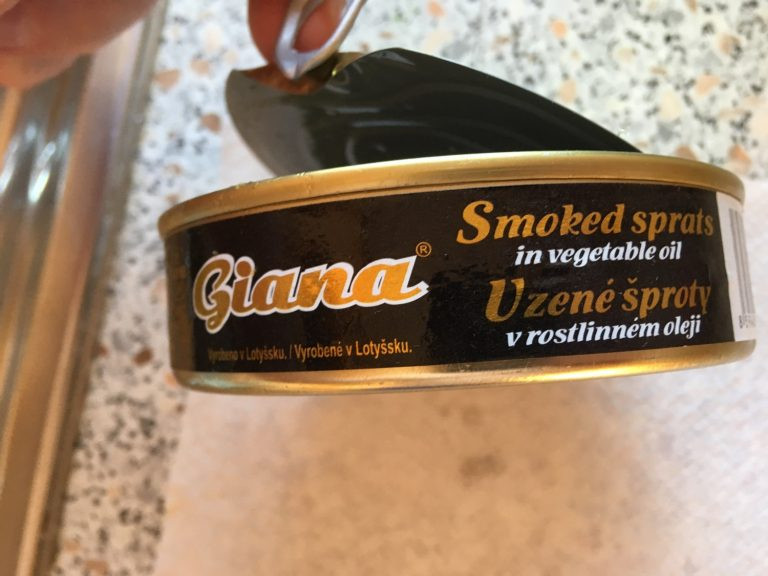 Giana®
Smoked sprats
in vegetable oil
Uzené šproty
v rostlinném oleji
Vyrobeno v Lotyšsku. / Vyrobené v Lotyšsku.